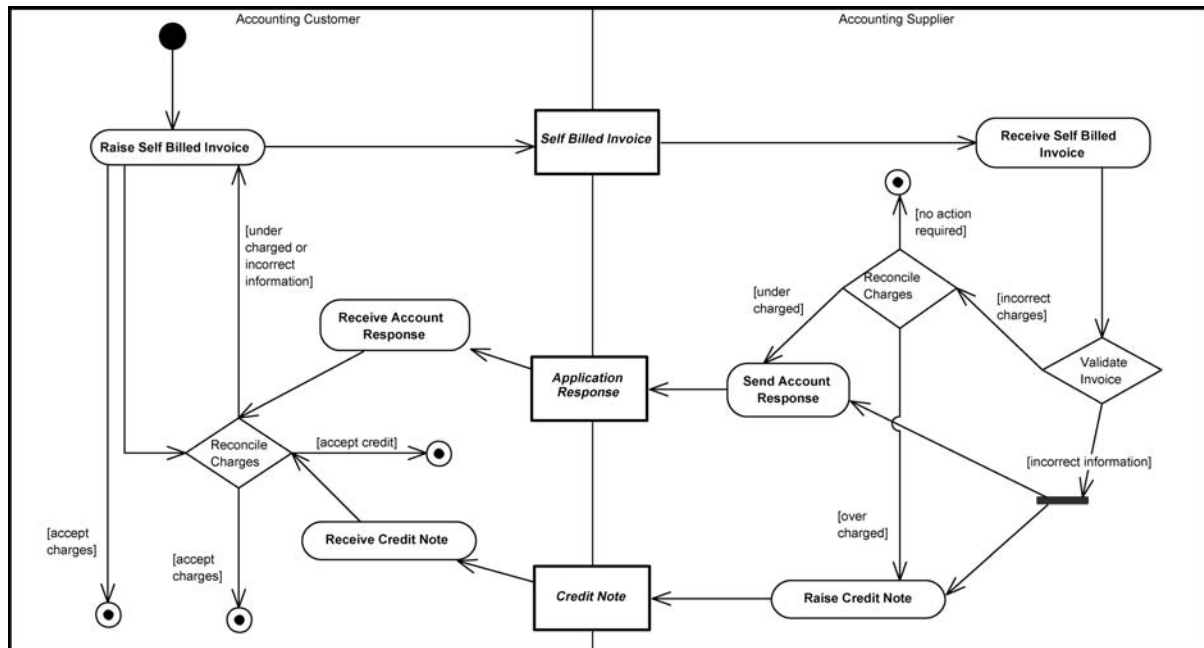 Accounting Customer
Accounting Supplier
Raise Self Billed Invoice
Self Billed Invoice
Receive Self Billed
Invoice
[no action
required]
[under
charged or
incorrect
information]
Reconcile
Charges
[under
charged]
[incorrect
charges]
Receive Account
Response
Validate
Invoice
Application
Response
Send Account
Response
Reconcile
Charges
[accept credit]
[incorrect information]
[over
charged]
[accept
charges]
Receive Credit Note
[accept
charges]
Credit Note
Raise Credit Note